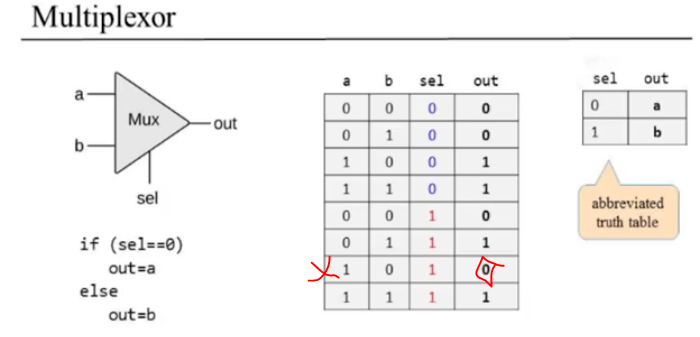 Multiplexor
a
b
Mux
out
sel
if (sel==0)
out=a
else
out=b
a b sel out
0 0 0 0
0 1 0 0
1 0 0 1
1 1 0 1
0 0 1 0
0 1 1 1
1 0 1 0
1 1 1 1
sel out
0 a
1 b
abbreviated
truth table